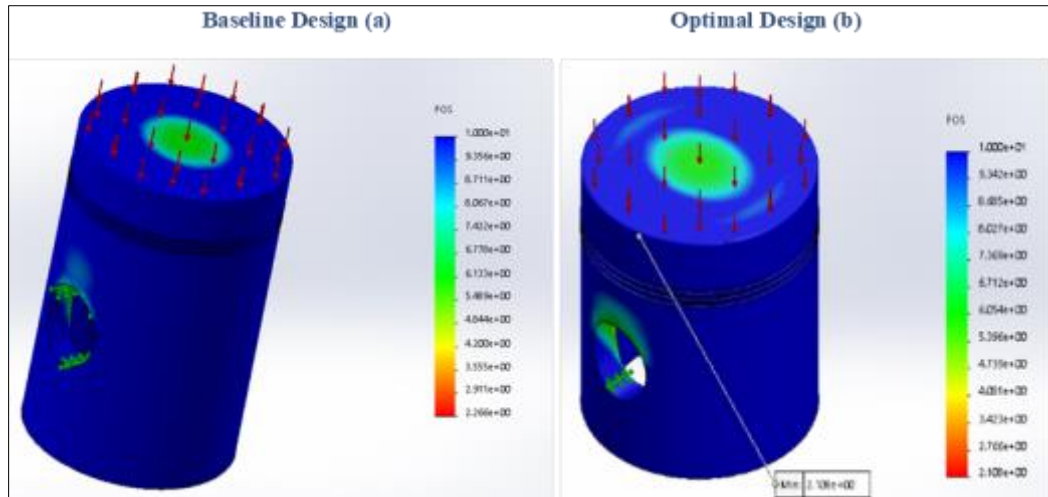 Baseline Design (a)
Optimal Design (b)
FOS
1.000e+01
9.356e+00
8.711e+00
8.067e+00
7.422e+00
6.778e+00
6.133e+00
5.489e+00
4.844e+00
4.200e+00
3.555e+00
2.911e+00
2.266e+00
FOS
1.000e+01
9.342e+00
8.685e+00
8.027e+00
7.369e+00
6.712e+00
6.054e+00
5.396e+00
4.739e+00
4.081e+00
3.423e+00
2.766e+00
2.108e+00
Min: 2.108e+00